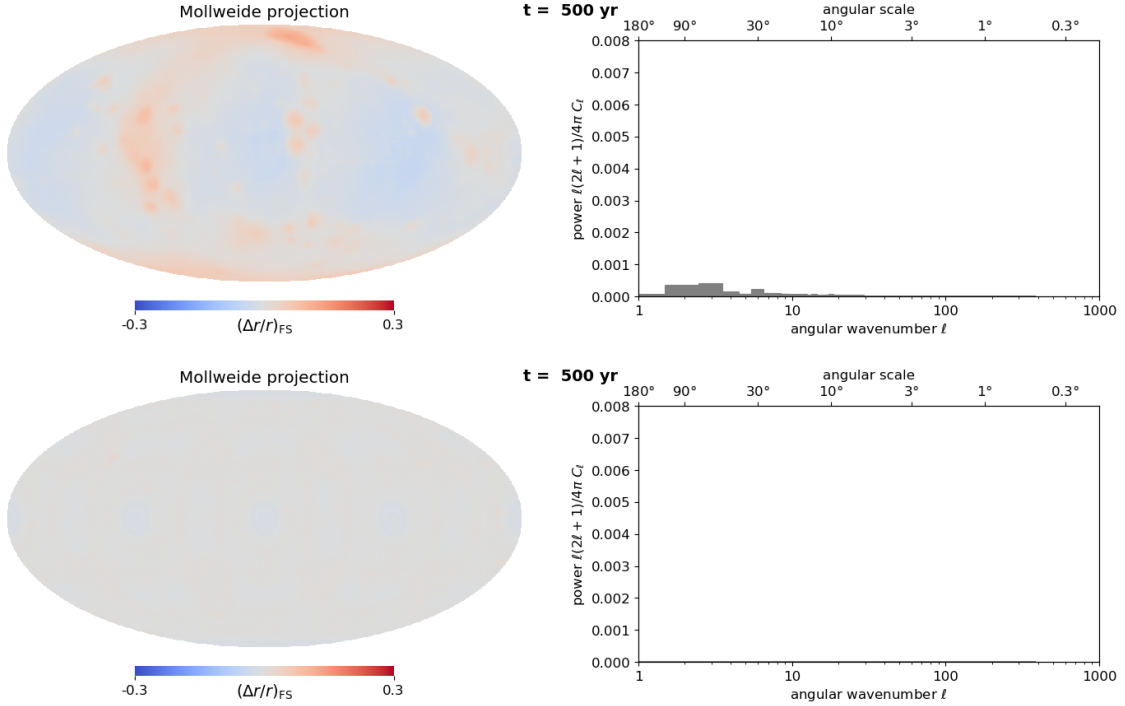 Mollweide projection
t =  500 yr
angular scale
180° 90° 30° 10° 3° 1° 0.3°
0.008
0.007
0.006
0.005
0.004
0.003
0.002
0.001
0.000
power ℓ(2ℓ + 1)/4π Cℓ
1 10 100 1000
angular wavenumber ℓ
-0.3 0.3
(Δr/r)FS
Mollweide projection
t =  500 yr
angular scale
180° 90° 30° 10° 3° 1° 0.3°
0.008
0.007
0.006
0.005
0.004
0.003
0.002
0.001
0.000
power ℓ(2ℓ + 1)/4π Cℓ
1 10 100 1000
angular wavenumber ℓ
-0.3 0.3
(Δr/r)FS